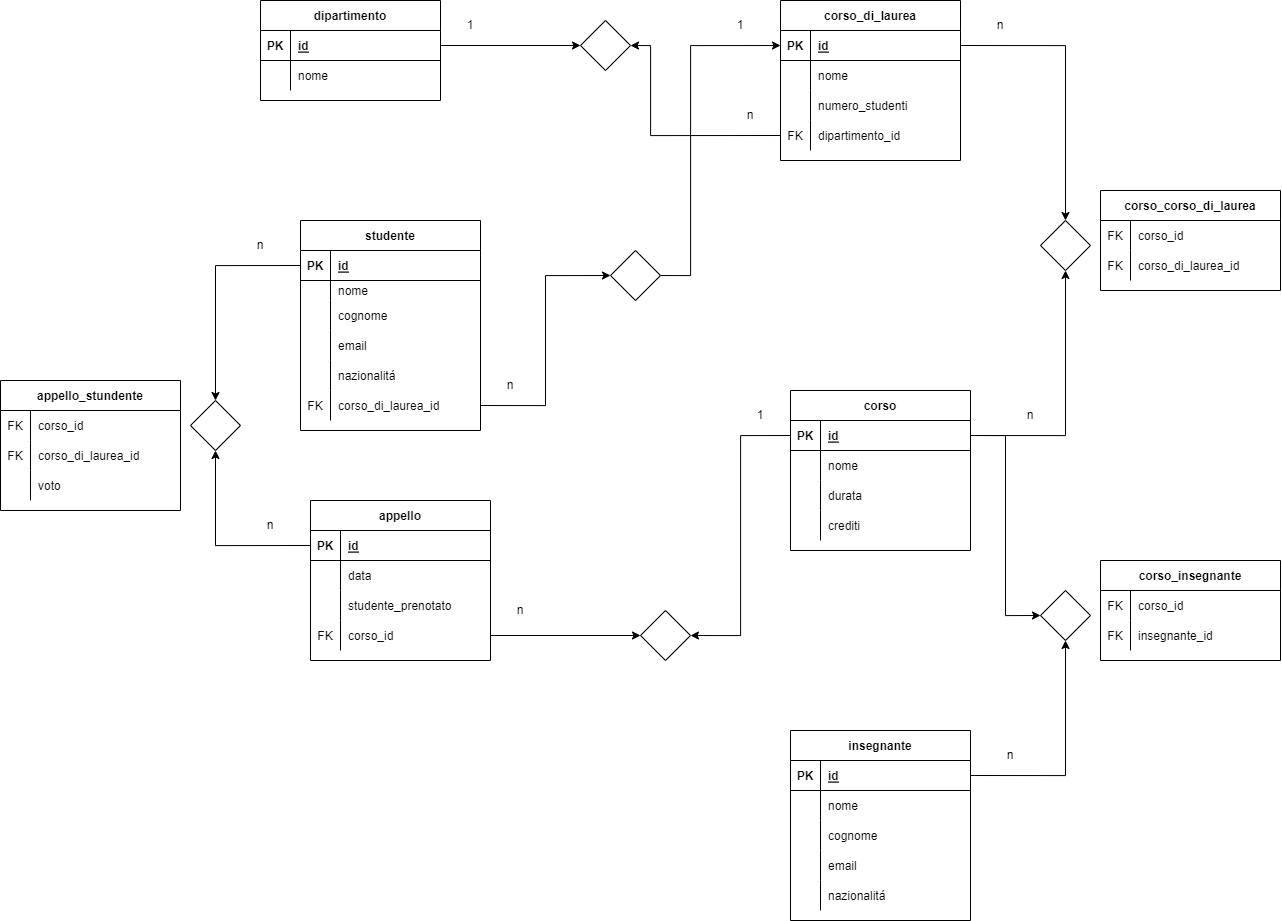 dipartimento
PK id
nome
1
n
corso_di_laurea
PK id
nome
numero_studenti
FK dipartimento_id
1
n
studente
PK id
nome
cognome
email
nazionalitá
FK corso_di_laurea_id
n
n
corso_corso_di_laurea
FK corso_id
FK corso_di_laurea_id
appello_stundente
FK corso_id
FK corso_di_laurea_id
voto
corso
PK id
nome
durata
crediti
1
n
appello
PK id
data
studente_prenotato
FK corso_id
n
n
corso_insegnante
FK corso_id
FK insegnante_id
insegnante
PK id
nome
cognome
email
nazionalitá
n